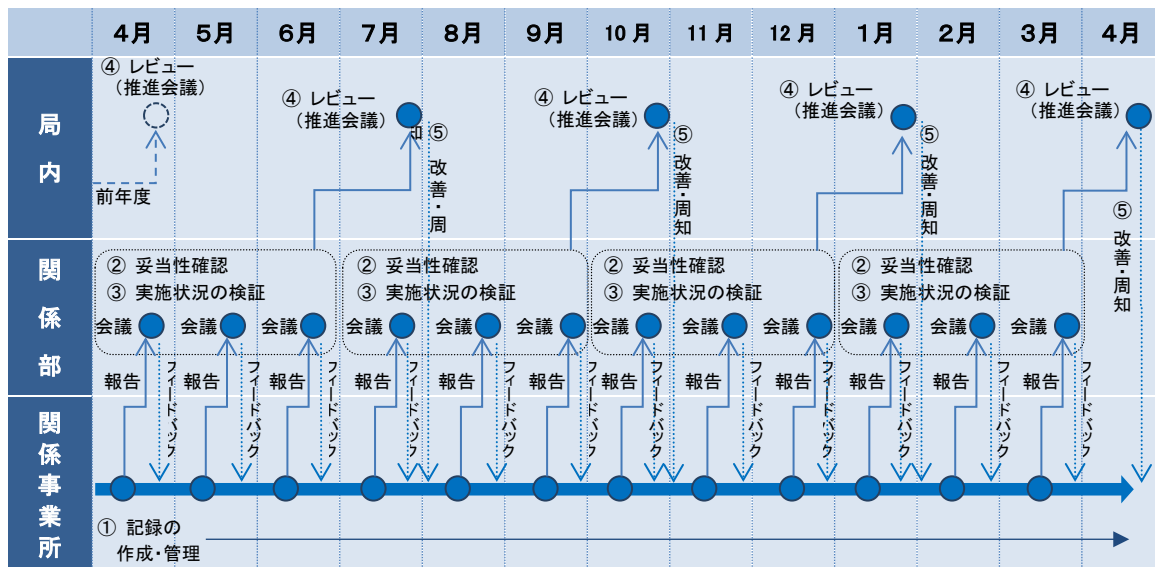 4月 5月 6月 7月 8月 9月 10月 11月 12月 1月 2月 3月 4月
局内
④ レビュー
(推進会議)
前年度
④ レビュー
(推進会議)
知
⑤ 改善・周
④ レビュー
(推進会議)
⑤ 改善・周知
④ レビュー
(推進会議)
⑤ 改善・周知
④ レビュー
(推進会議)
⑤ 改善・周知
関係部
② 妥当性確認
③ 実施状況の検証
会議 会議 会議
② 妥当性確認
③ 実施状況の検証
会議 会議 会議
② 妥当性確認
③ 実施状況の検証
会議 会議 会議
② 妥当性確認
③ 実施状況の検証
会議 会議 会議
報告 報告 報告 報告 報告 報告 報告 報告 報告 報告 報告 報告
フィードバック フィードバック フィードバック フィードバック フィードバック フィードバック フィードバック フィードバック フィードバック フィードバック フィードバック フィードバック
関係事業所
① 記録の
作成・管理